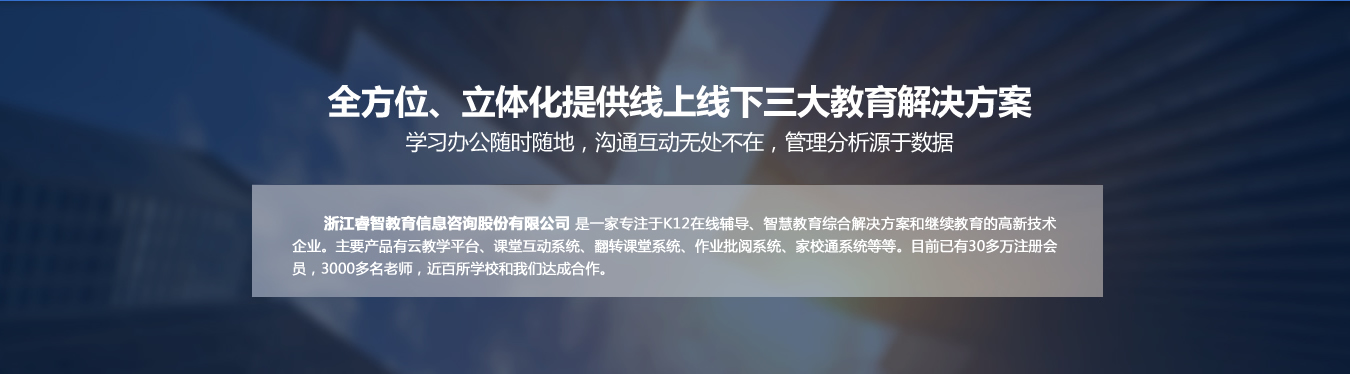 全方位、立体化提供线上线下三大教育解决方案
学习办公随时随地，沟通互动无处不在，管理分析源于数据
浙江睿智教育信息咨询股份有限公司 是一家专注于K12在线辅导、智慧教育综合解决方案和继续教育的高新技术
企业。主要产品有云教学平台、课堂互动系统、翻转课堂系统、作业批阅系统、家校通系统等等。目前已有30多万注册会
员，3000多名老师，近百所学校和我们达成合作。